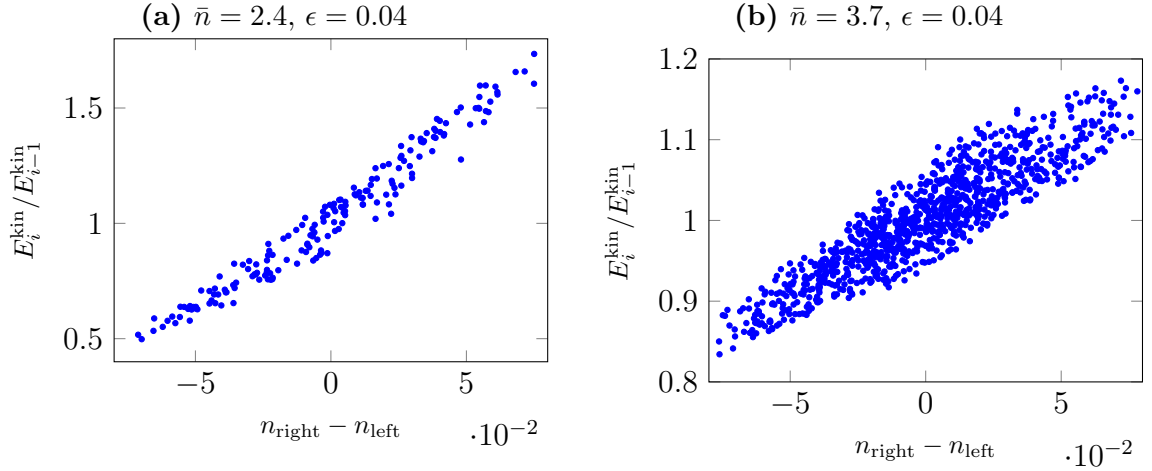 (a) n̄ = 2.4, ϵ = 0.04
E_i^kin/E_{i−1}^kin
1.5
1
0.5
−5
0
5
n_right − n_left
·10^−2
(b) n̄ = 3.7, ϵ = 0.04
E_i^kin/E_{i−1}^kin
1.2
1.1
1
0.9
0.8
−5
0
5
n_right − n_left
·10^−2